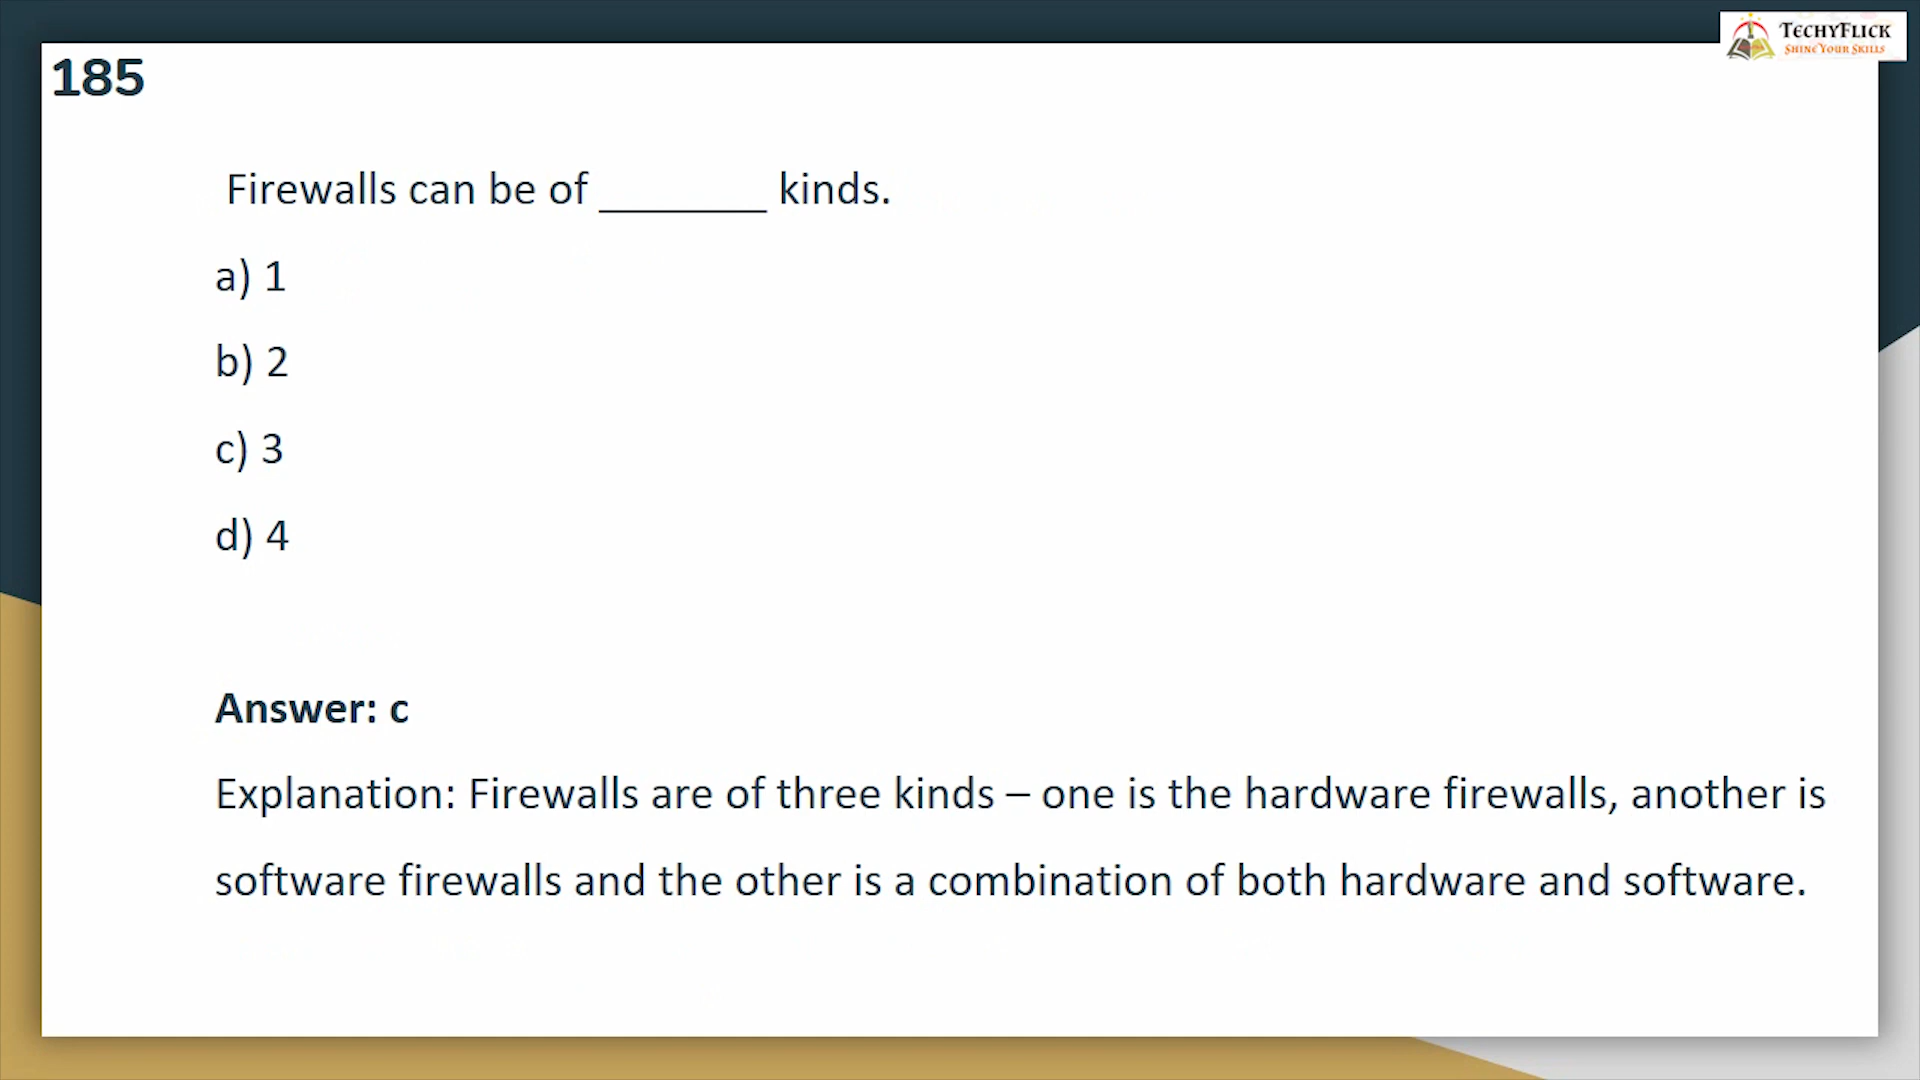 TECHYFLICK
SHINE YOUR SKILLS
185
Firewalls can be of ________ kinds.
a) 1
b) 2
c) 3
d) 4
Answer: c
Explanation: Firewalls are of three kinds – one is the hardware firewalls, another is
software firewalls and the other is a combination of both hardware and software.